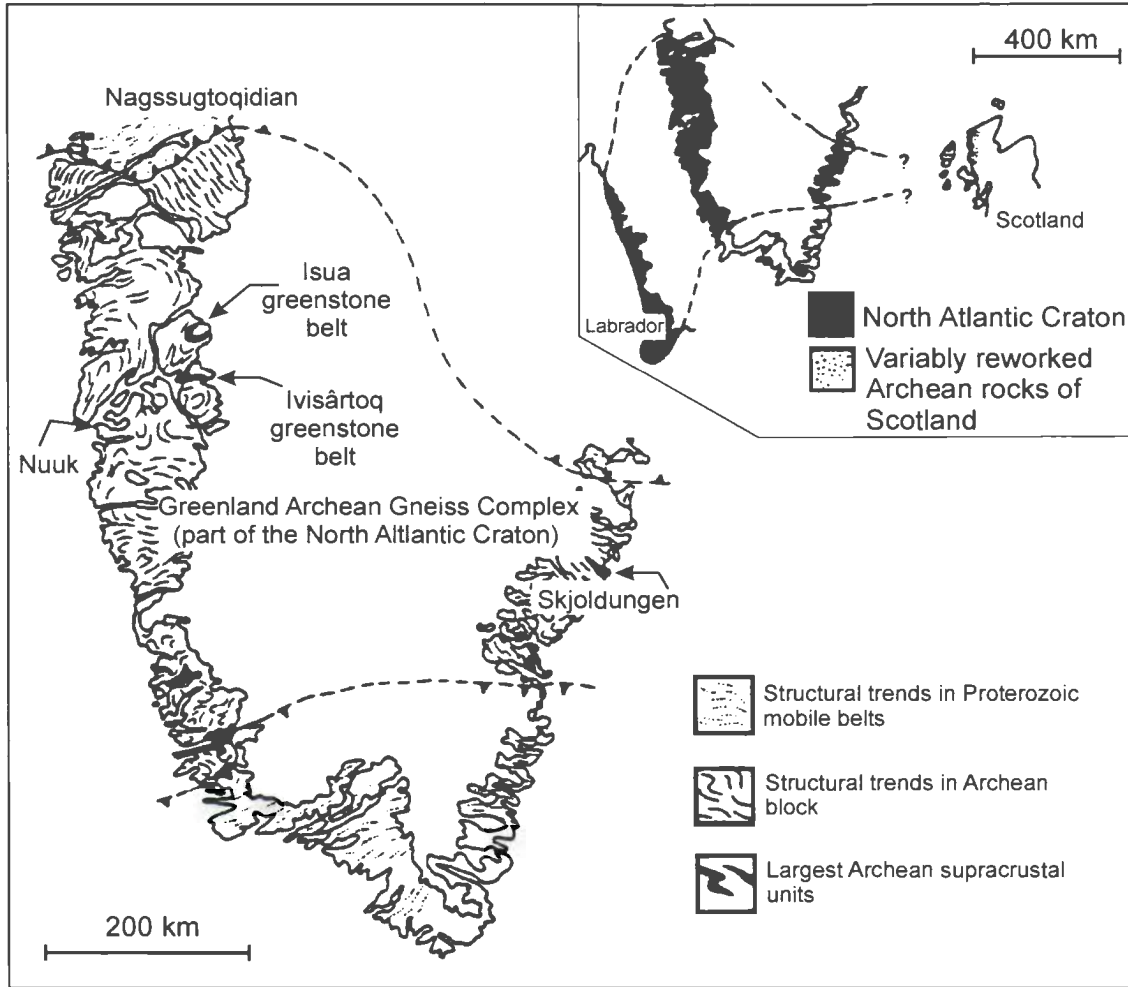 400 km
Nagssugtoqidian
?
?
Scotland
Isua
greenstone
belt
North Atlantic Craton
Labrador
Variably reworked
Archean rocks of
Scotland
Ivisârtoq
greenstone
belt
Nuuk
Greenland Archean Gneiss Complex
(part of the North Altlantic Craton)
Skjoldungen
Structural trends in Proterozoic
mobile belts
Structural trends in Archean
block
Largest Archean supracrustal
units
200 km